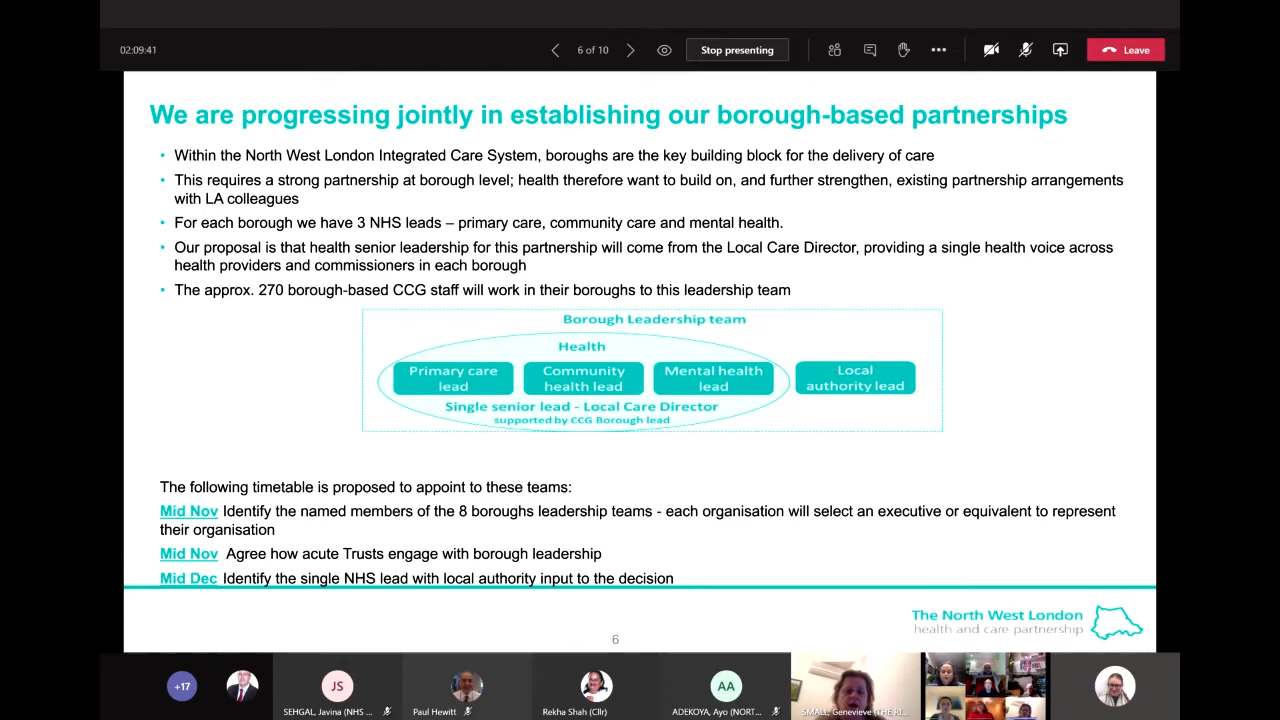 02:09:41
6 of 10
Stop presenting
Leave
We are progressing jointly in establishing our borough-based partnerships
• Within the North West London Integrated Care System, boroughs are the key building block for the delivery of care
• This requires a strong partnership at borough level; health therefore want to build on, and further strengthen, existing partnership arrangements
with LA colleagues
• For each borough we have 3 NHS leads – primary care, community care and mental health.
• Our proposal is that health senior leadership for this partnership will come from the Local Care Director, providing a single health voice across
health providers and commissioners in each borough
• The approx. 270 borough-based CCG staff will work in their boroughs to this leadership team
Borough Leadership team
Health
Primary care
lead
Community
health lead
Mental health
lead
Local
authority lead
Single senior lead - Local Care Director
supported by CCG Borough lead
The following timetable is proposed to appoint to these teams:
Mid Nov Identify the named members of the 8 boroughs leadership teams - each organisation will select an executive or equivalent to represent
their organisation
Mid Nov Agree how acute Trusts engage with borough leadership
Mid Dec Identify the single NHS lead with local authority input to the decision
The North West London
health and care partnership
6
+17
JS
AA
SEHGAL, Javina (NHS ...
Paul Hewitt
Rekha Shah (Cllr)
ADEKOYA, Ayo (NORT...
SMALL, Genevieve (THE RI...